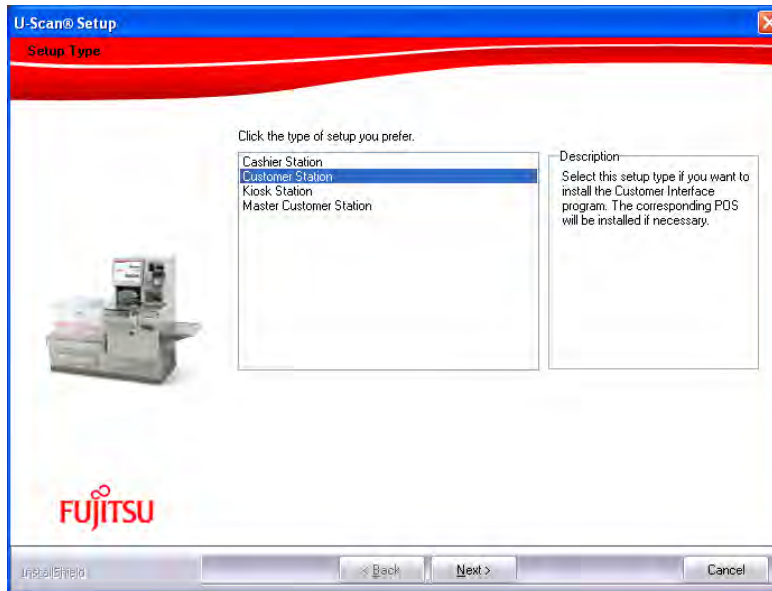 U-Scan® Setup
Setup Type
Click the type of setup you prefer.
Cashier Station
Customer Station
Kiosk Station
Master Customer Station
Description
Select this setup type if you want to
install the Customer Interface
program. The corresponding POS
will be installed if necessary.
FUJITSU
InstallShield
< Back
Next >
Cancel